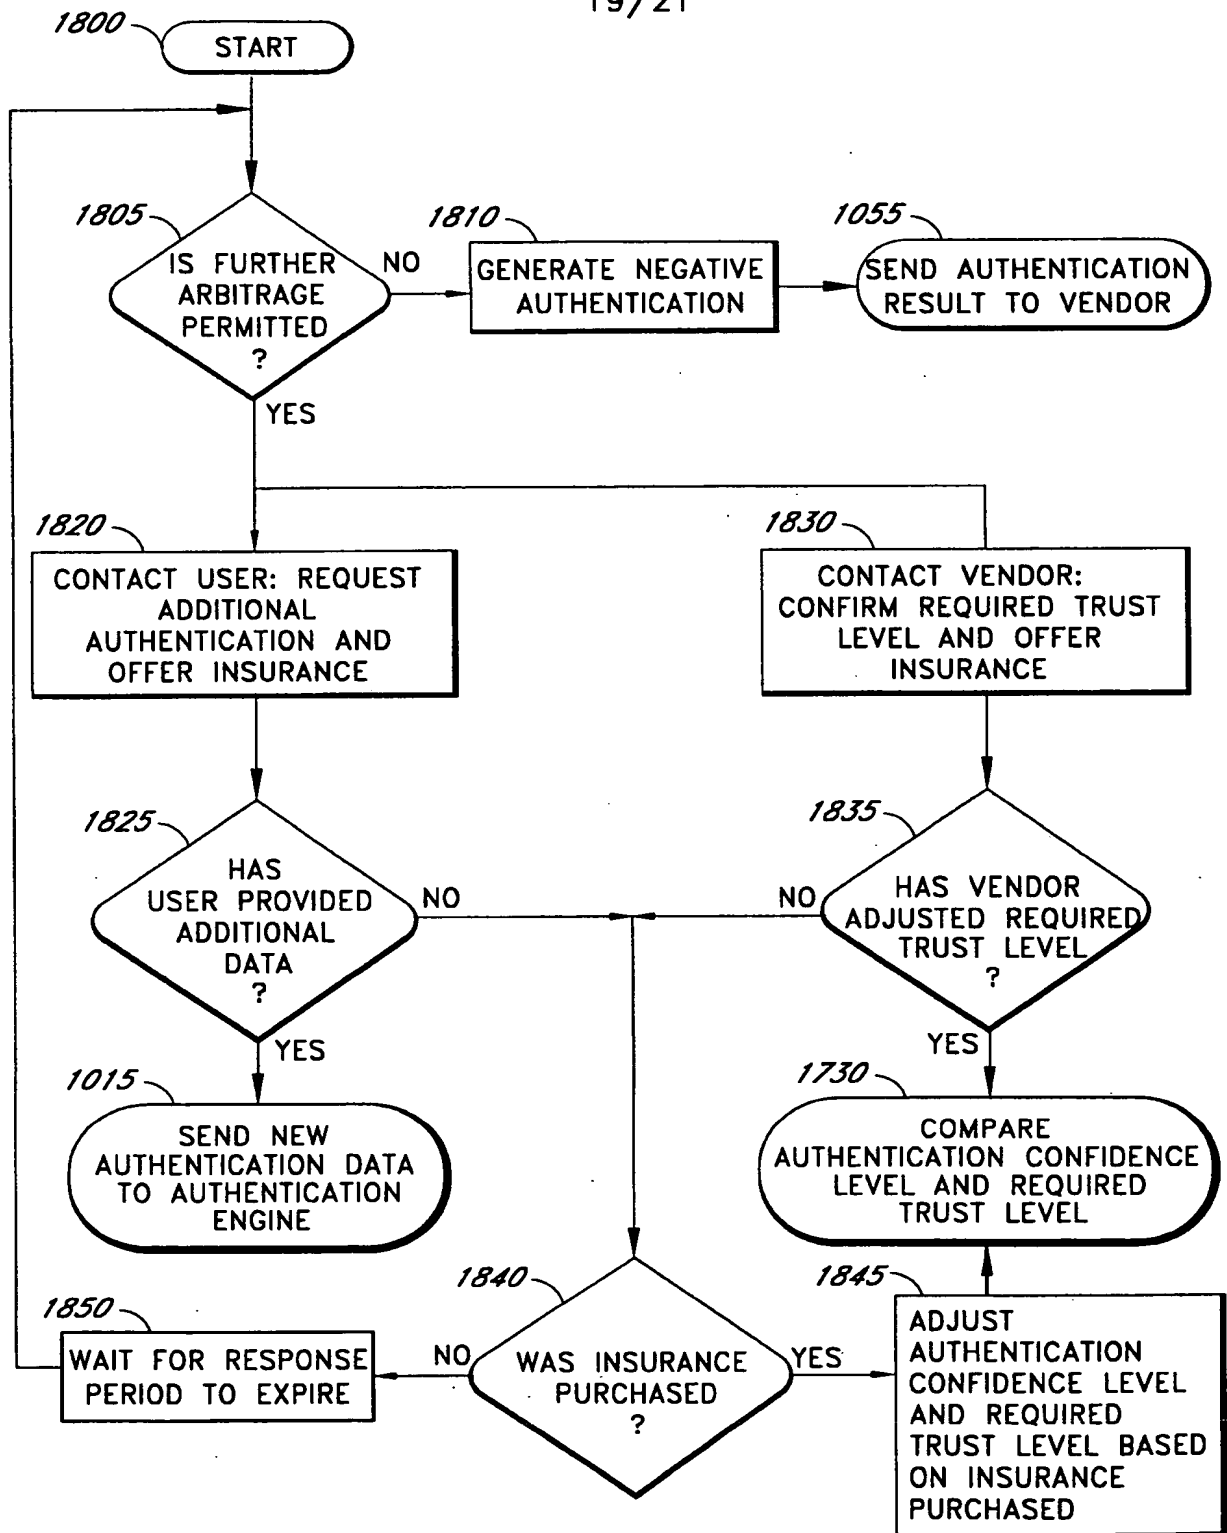 19/21
1800
START
1805
IS FURTHER
ARBITRAGE
PERMITTED
?
NO
YES
1810
GENERATE NEGATIVE
AUTHENTICATION
1055
SEND AUTHENTICATION
RESULT TO VENDOR
1820
CONTACT USER: REQUEST
ADDITIONAL
AUTHENTICATION AND
OFFER INSURANCE
1830
CONTACT VENDOR:
CONFIRM REQUIRED TRUST
LEVEL AND OFFER
INSURANCE
1825
HAS
USER PROVIDED
ADDITIONAL
DATA
?
NO
YES
1835
HAS VENDOR
ADJUSTED REQUIRED
TRUST LEVEL
?
NO
YES
1015
SEND NEW
AUTHENTICATION DATA
TO AUTHENTICATION
ENGINE
1730
COMPARE
AUTHENTICATION CONFIDENCE
LEVEL AND REQUIRED
TRUST LEVEL
1850
WAIT FOR RESPONSE
PERIOD TO EXPIRE
1840
WAS INSURANCE
PURCHASED
?
NO
YES
1845
ADJUST
AUTHENTICATION
CONFIDENCE LEVEL
AND REQUIRED
TRUST LEVEL BASED
ON INSURANCE
PURCHASED